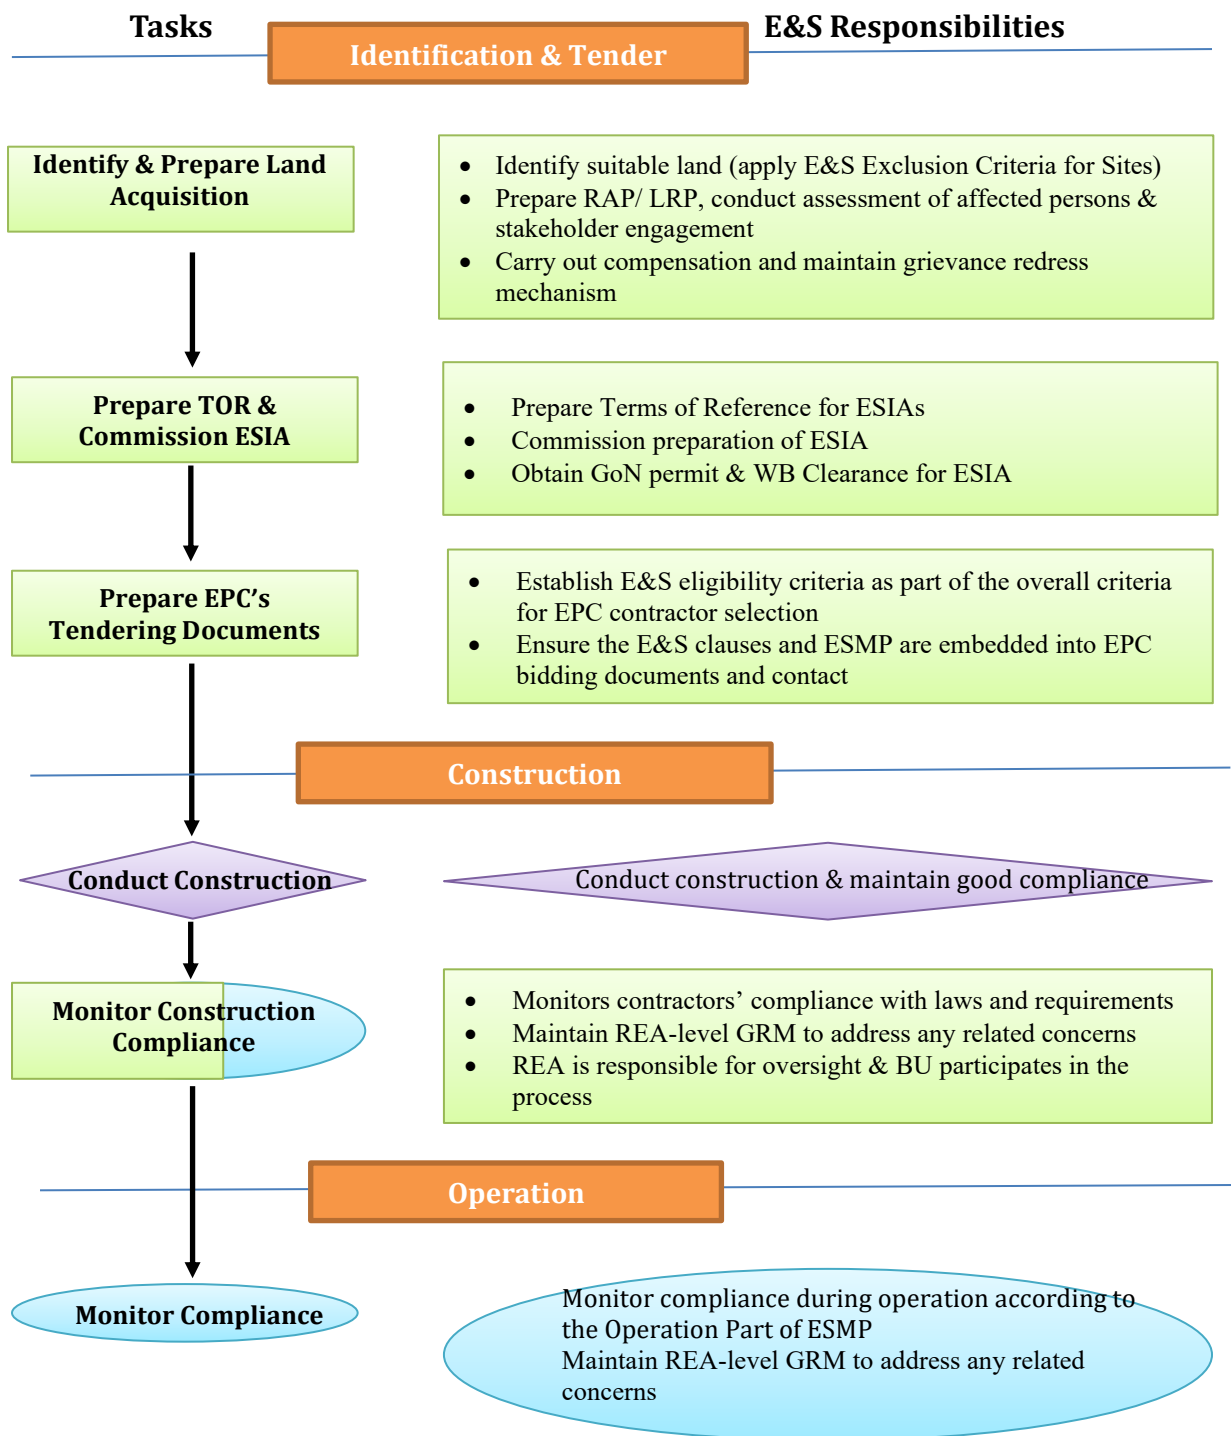 Tasks
E&S Responsibilities
Identification & Tender
Identify & Prepare Land
Acquisition
• Identify suitable land (apply E&S Exclusion Criteria for Sites)
• Prepare RAP/ LRP, conduct assessment of affected persons &
stakeholder engagement
• Carry out compensation and maintain grievance redress
mechanism
Prepare TOR &
Commission ESIA
• Prepare Terms of Reference for ESIAs
• Commission preparation of ESIA
• Obtain GoN permit & WB Clearance for ESIA
Prepare EPC’s
Tendering Documents
• Establish E&S eligibility criteria as part of the overall criteria
for EPC contractor selection
• Ensure the E&S clauses and ESMP are embedded into EPC
bidding documents and contact
Construction
Conduct Construction
Conduct construction & maintain good compliance
Monitor Construction
Compliance
• Monitors contractors’ compliance with laws and requirements
• Maintain REA-level GRM to address any related concerns
• REA is responsible for oversight & BU participates in the
process
Operation
Monitor Compliance
Monitor compliance during operation according to
the Operation Part of ESMP
Maintain REA-level GRM to address any related
concerns